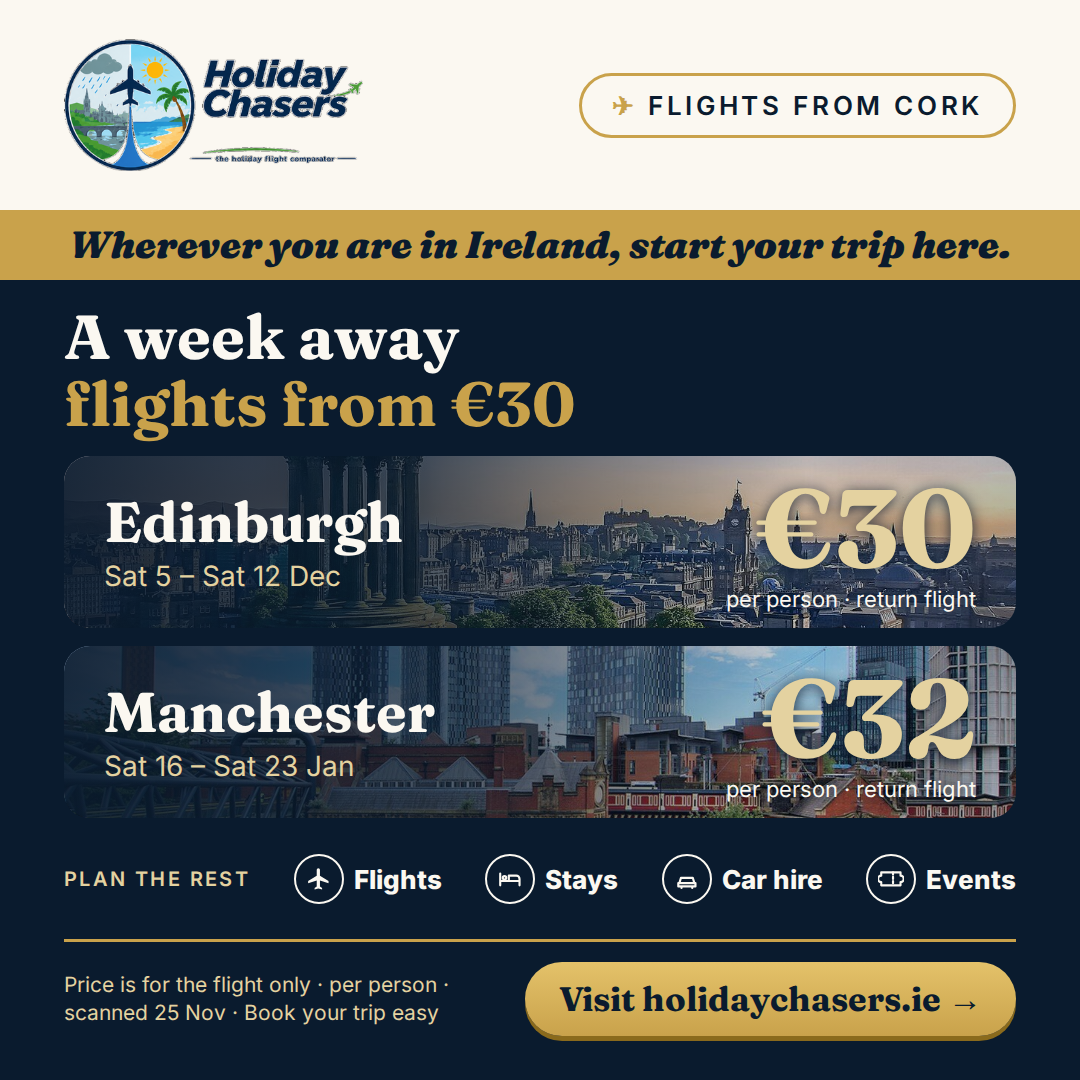 Holiday
Chasers
the holiday flight comparator
✈ FLIGHTS FROM CORK
Wherever you are in Ireland, start your trip here.
A week away
flights from €30
Edinburgh
Sat 5 – Sat 12 Dec
€30
per person · return flight
Manchester
Sat 16 – Sat 23 Jan
€32
per person · return flight
PLAN THE REST
Flights
Stays
Car hire
Events
Price is for the flight only · per person ·
scanned 25 Nov · Book your trip easy
Visit holidaychasers.ie →